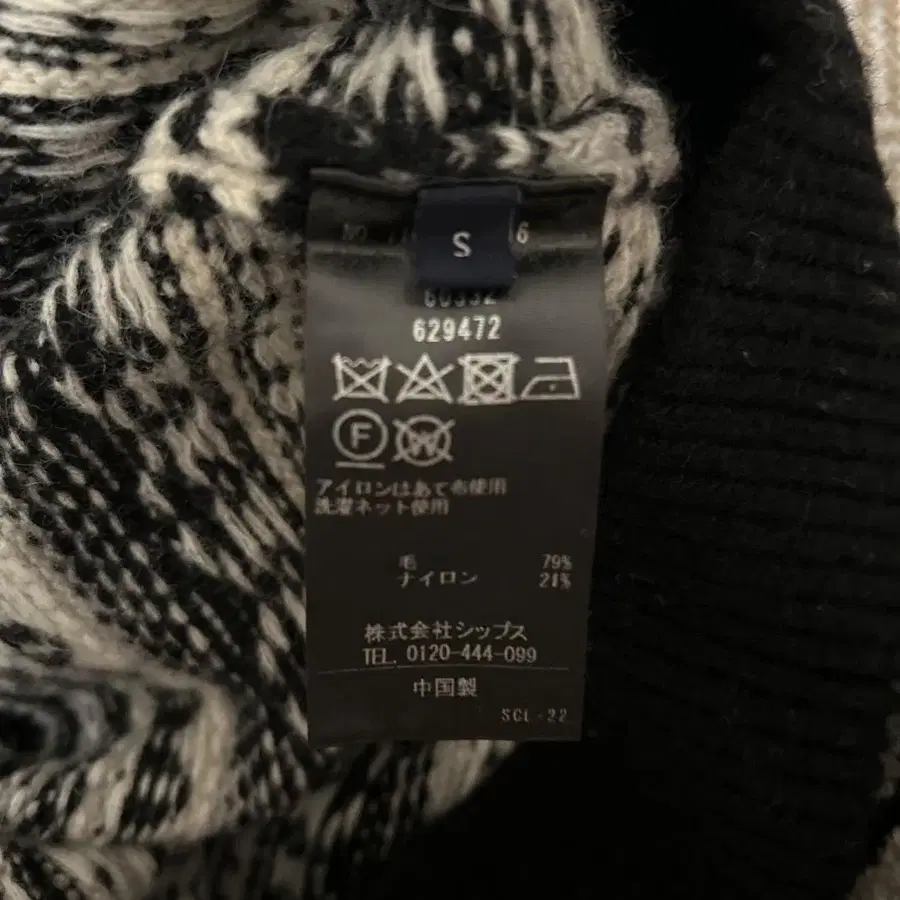 S
6
629472
F
W
アイロンはあて布使用
洗濯ネット使用
毛 79%
ナイロン 21%
株式会社シップス
TEL. 0120-444-099
中国製
SCL-22